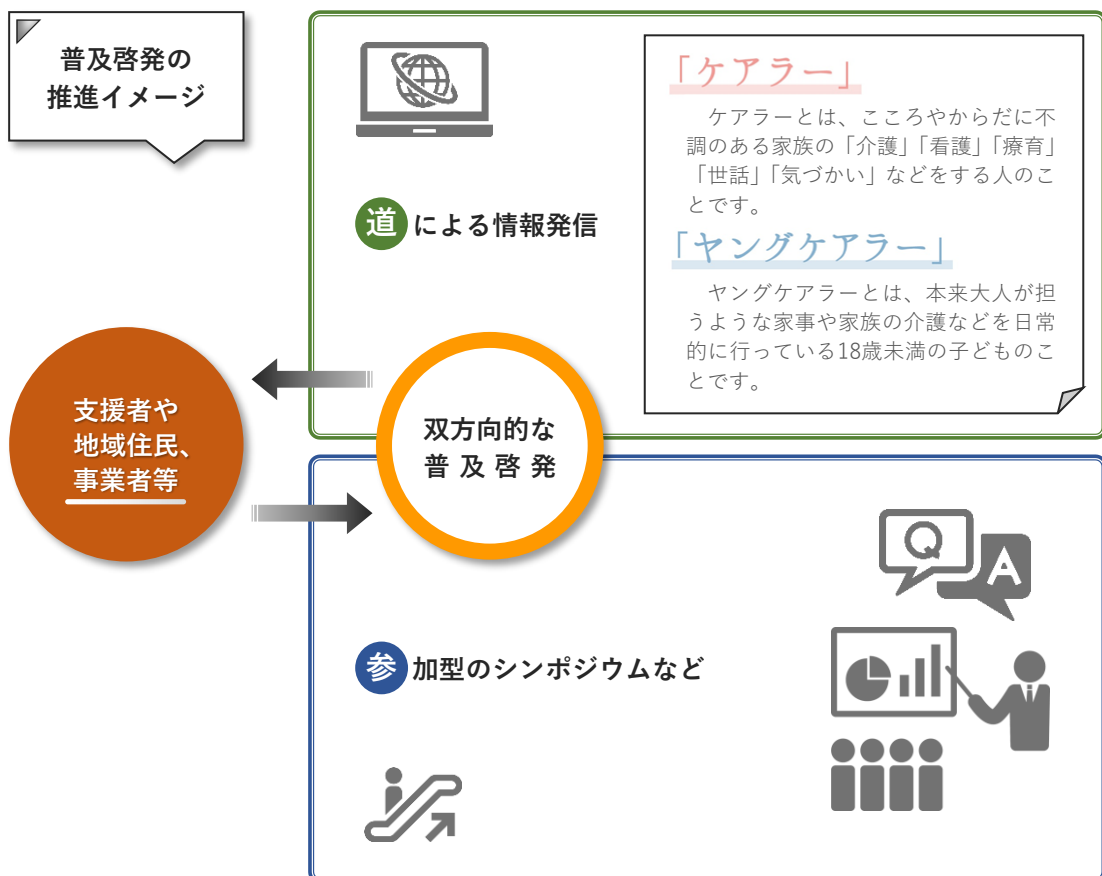 普及啓発の
推進イメージ
「ケアラー」
ケアラーとは、こころやからだに不
調のある家族の「介護」「看護」「療育」
「世話」「気づかい」などをする人のこ
とです。
道による情報発信
「ヤングケアラー」
ヤングケアラーとは、本来大人が担
うような家事や家族の介護などを日常
的に行っている18歳未満の子どものこ
とです。
支援者や
地域住民、
事業者等
双方向的な
普及啓発
Q
A
参加型のシンポジウムなど